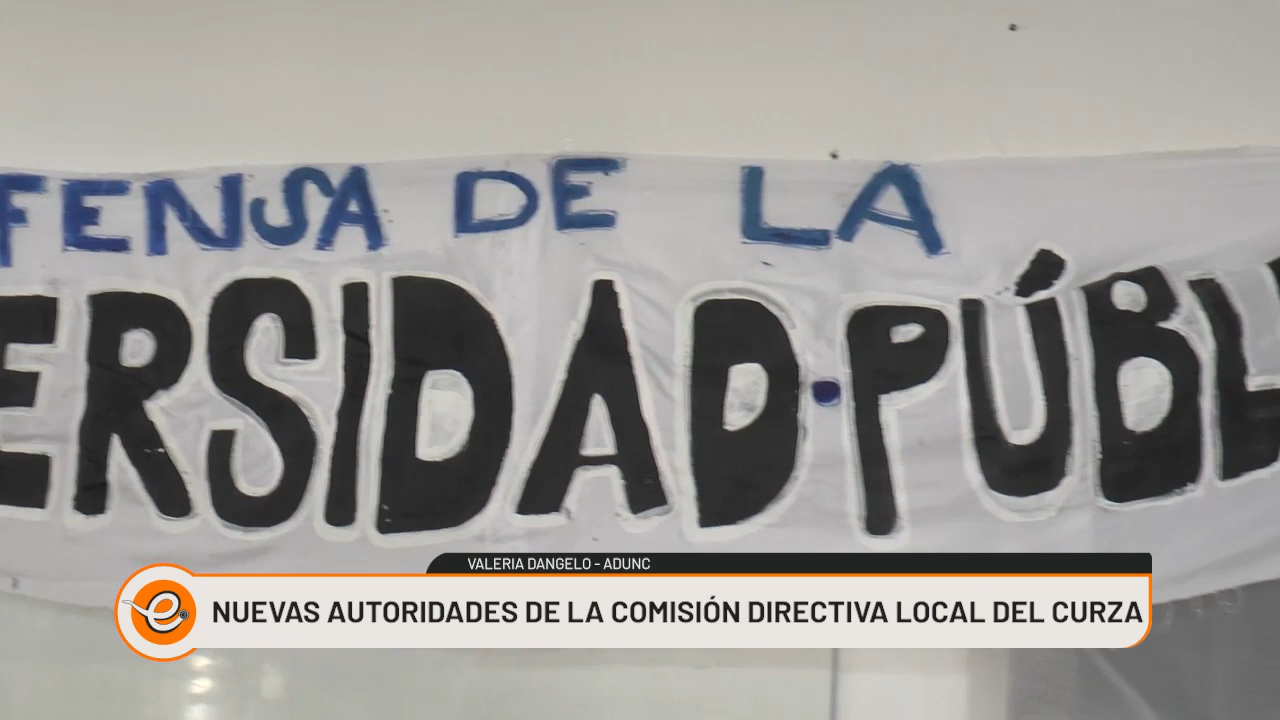 FENSA DE LA
ERSIDAD PÚBL
VALERIA DANGELO - ADUNC
NUEVAS AUTORIDADES DE LA COMISIÓN DIRECTIVA LOCAL DEL CURZA